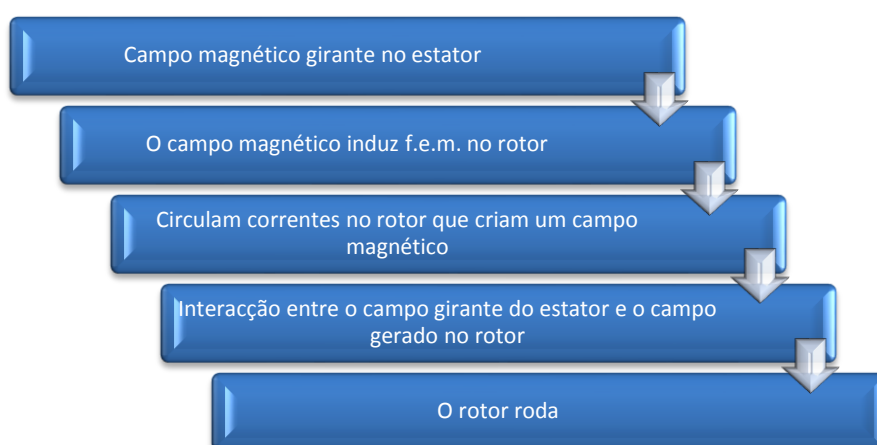 Campo magnético girante no estator
O campo magnético induz f.e.m. no rotor
Circulam correntes no rotor que criam um campo
magnético
Interacção entre o campo girante do estator e o campo
gerado no rotor
O rotor roda